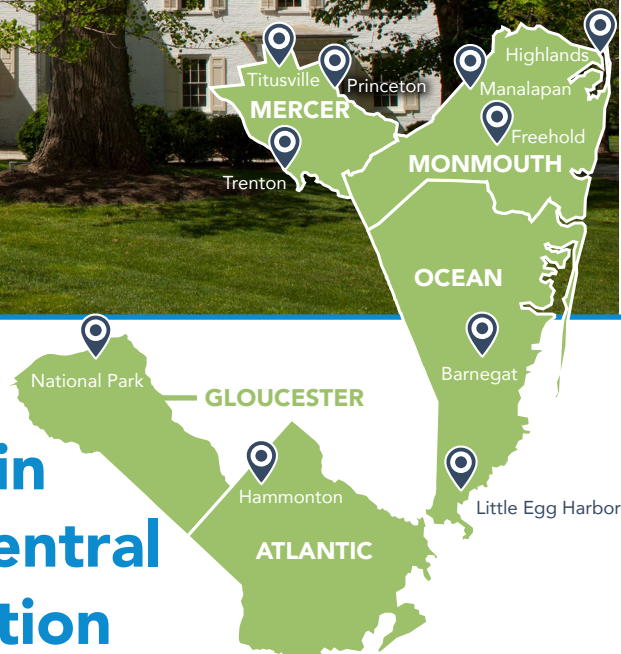 Highlands
Titusville
Princeton
Manalapan
MERCER
Freehold
MONMOUTH
Trenton
OCEAN
Barnegat
National Park
GLOUCESTER
in
Hammonton
Little Egg Harbor
entral
ATLANTIC
tion